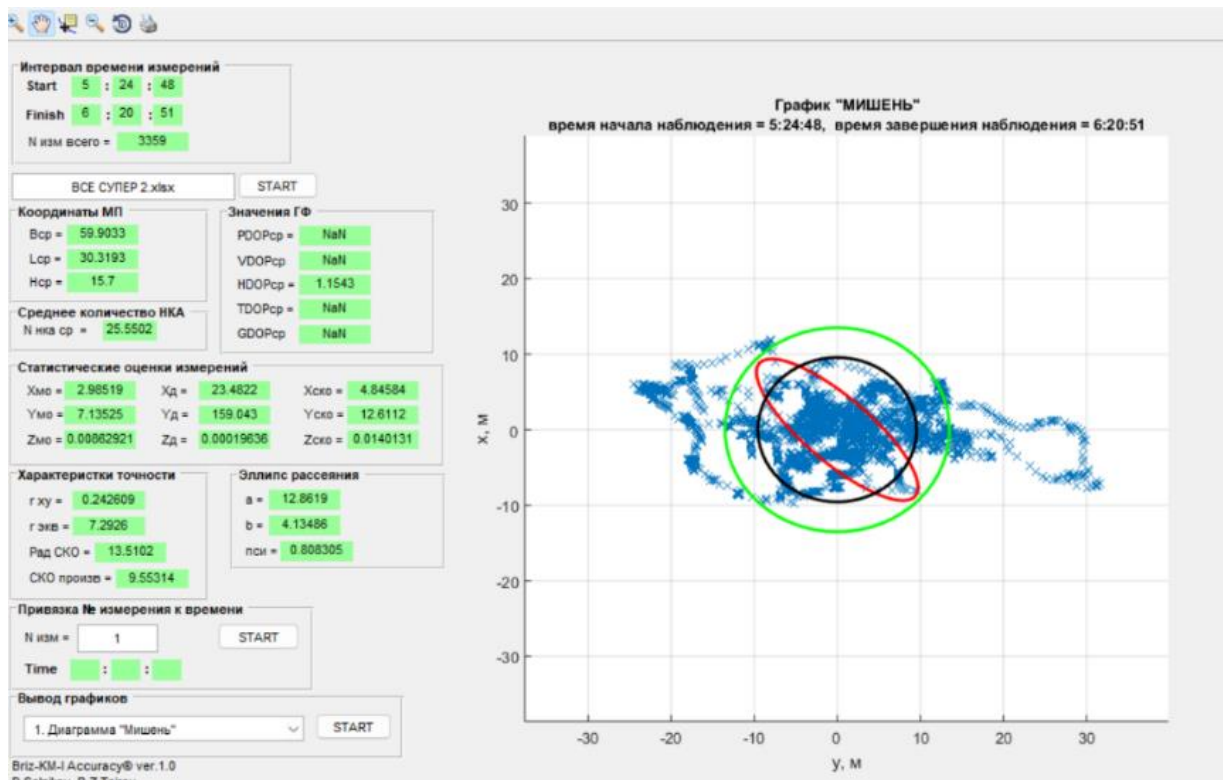 Интервал времени измерений
Start 5 : 24 : 48
Finish 6 : 20 : 51
N изм всего = 3359
ВСЕ СУПЕР 2.xlsx START
Координаты МП
Bср = 59.9033
Lср = 30.3193
Hср = 15.7
Значения ГФ
PDOPср = NaN
VDOPср NaN
HDOPср = 1.1543
TDOPср = NaN
GDOPср NaN
Среднее количество НКА
N нка ср = 25.5502
Статистические оценки измерений
Xмо = 2.98519 Xд = 23.4822 Xско = 4.84584
Yмо = 7.13525 Yд = 159.043 Yско = 12.6112
Zмо = 0.00862921 Zд = 0.00019636 Zско = 0.0140131
Характеристки точности
r xy = 0.242609
r экв = 7.2926
Рад СКО = 13.5102
СКО произв = 9.55314
Эллипс рассеяния
a = 12.8619
b = 4.13486
пси = 0.808305
Привязка № измерения к времени
N изм = 1 START
Time : :
Вывод графиков
1. Диаграмма "Мишень" START
Briz-KM-I Accuracy® ver.1.0
График "МИШЕНЬ"
время начала наблюдения = 5:24:48, время завершения наблюдения = 6:20:51
x, м
30
20
10
0
-10
-20
-30
-30 -20 -10 0 10 20 30
y, м